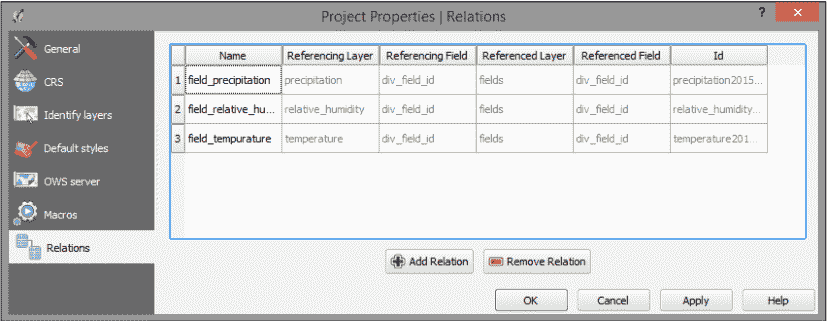 Project Properties | Relations
?
General
CRS
Identify layers
Default styles
OWS server
Macros
Relations
Name Referencing Layer Referencing Field Referenced Layer Referenced Field Id
1 field_precipitation precipitation div_field_id fields div_field_id precipitation2015...
2 field_relative_hu... relative_humidity div_field_id fields div_field_id relative_humidity...
3 field_tempurature temperature div_field_id fields div_field_id temperature201...
Add Relation Remove Relation
OK Cancel Apply Help